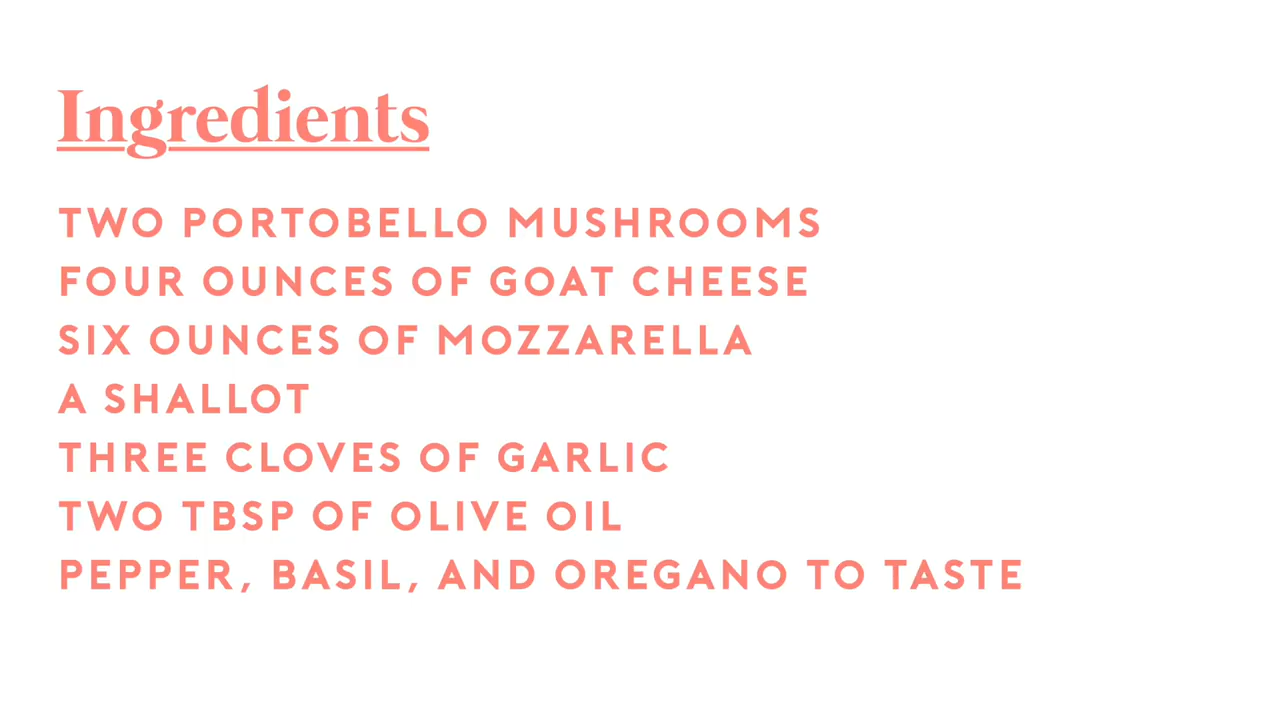 Ingredients
TWO PORTOBELLO MUSHROOMS
FOUR OUNCES OF GOAT CHEESE
SIX OUNCES OF MOZZARELLA
A SHALLOT
THREE CLOVES OF GARLIC
TWO TBSP OF OLIVE OIL
PEPPER, BASIL, AND OREGANO TO TASTE